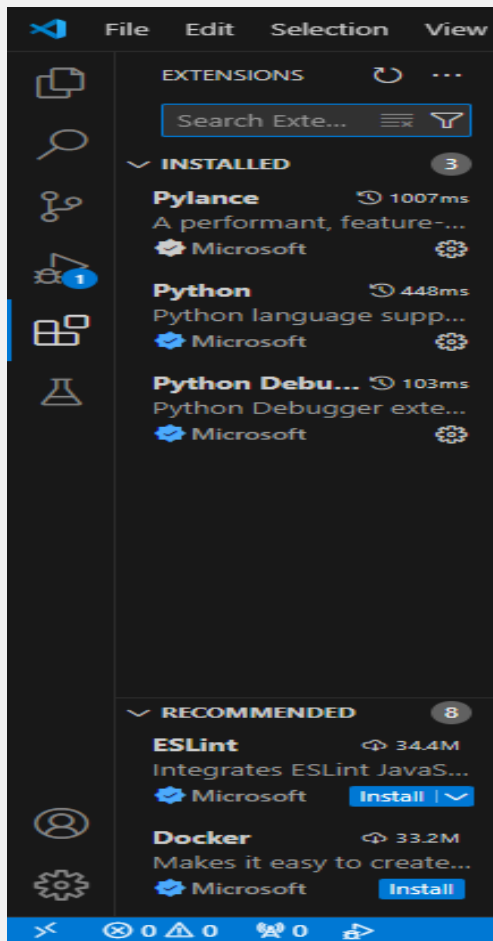 File Edit Selection View
EXTENSIONS
Search Exte...
INSTALLED 3
Pylance 1007ms
A performant, feature-...
Microsoft
Python 448ms
Python language supp...
Microsoft
Python Debu... 103ms
Python Debugger exte...
Microsoft
1
RECOMMENDED 8
ESLint 34.4M
Integrates ESLint JavaS...
Microsoft Install
Docker 33.2M
Makes it easy to create...
Microsoft Install
0 0 0